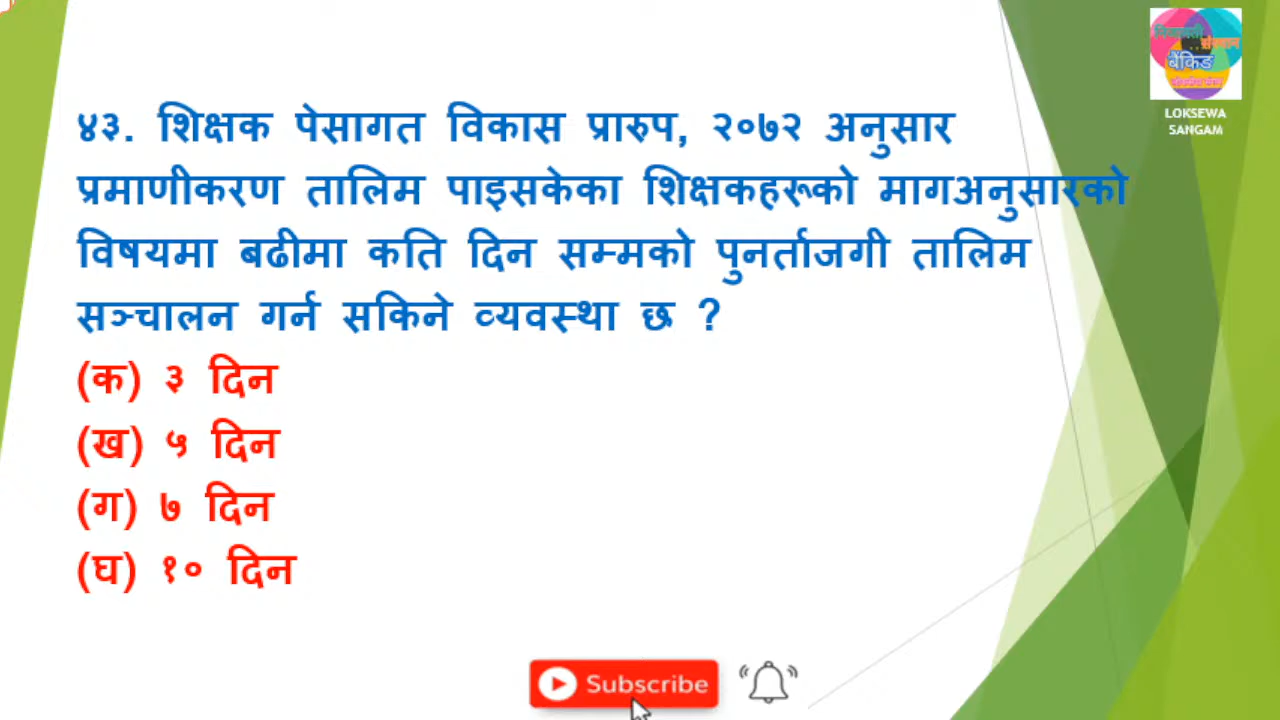 LOKSEWA
SANGAM
४३. शिक्षक पेसागत विकास प्रारुप, २०७२ अनुसार
प्रमाणीकरण तालिम पाइसकेका शिक्षकहरूको मागअनुसारको
विषयमा बढीमा कति दिन सम्मको पुनर्ताजगी तालिम
सञ्चालन गर्न सकिने व्यवस्था छ ?
(क) ३ दिन
(ख) ५ दिन
(ग) ७ दिन
(घ) १० दिन
Subscribe